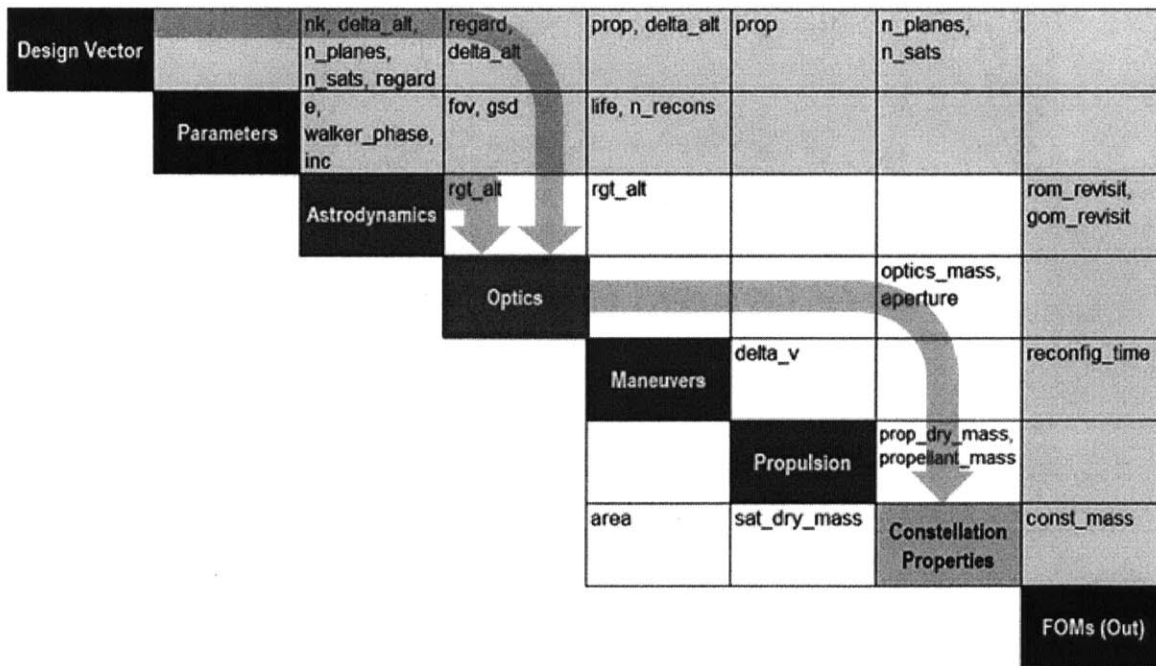 Design Vector
nk, delta_alt,
n_planes,
n_sats, regard
regard,
delta_alt
prop, delta_alt
prop
n_planes,
n_sats
Parameters
e,
walker_phase,
inc
fov, gsd
life, n_recons
Astrodynamics
rgt_alt
rgt_alt
rom_revisit,
gom_revisit
Optics
optics_mass,
aperture
Maneuvers
delta_v
reconfig_time
Propulsion
prop_dry_mass,
propellant_mass
area
sat_dry_mass
Constellation
Properties
const_mass
FOMs (Out)